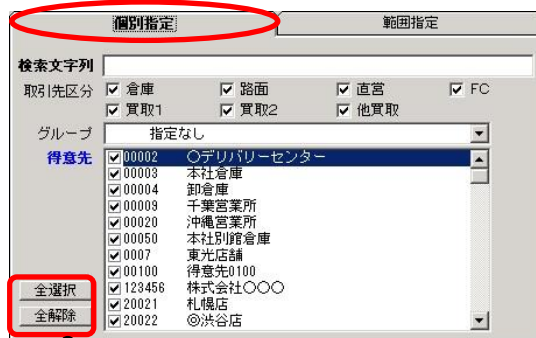 個別指定 範囲指定
検索文字列
取引先区分 倉庫 路面 直営 FC
買取1 買取2 他買取
グループ 指定なし
得意先 00002 〇デリバリーセンター
00003 本社倉庫
00004 卸倉庫
00009 千葉営業所
00020 沖縄営業所
00050 本社別館倉庫
0007 東光店舗
00100 得意先0100
全選択 123456 株式会社〇〇〇
20021 札幌店
全解除 20022 ◎渋谷店